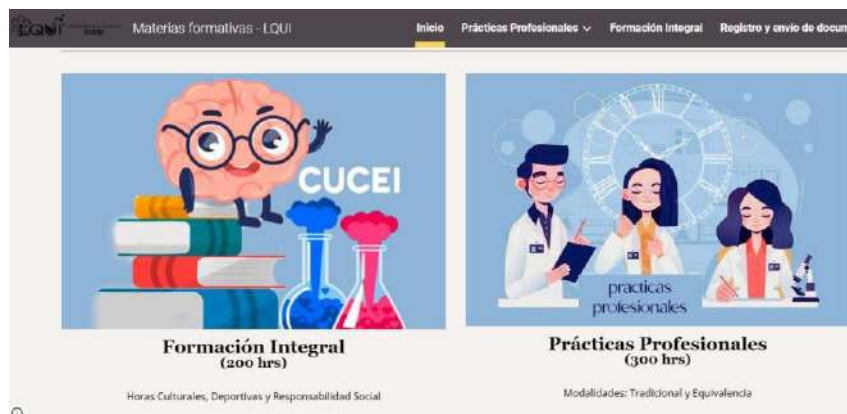 LQUI
Materias formativas - LQUI
Inicio
Prácticas Profesionales
Formación Integral
Registro y envío de docum
CUCEI
practicas
profesionales
Formación Integral
(200 hrs)
Horas Culturales, Deportivas y Responsabilidad Social
Prácticas Profesionales
(300 hrs)
Modalidades: Tradicional y Equivalencia